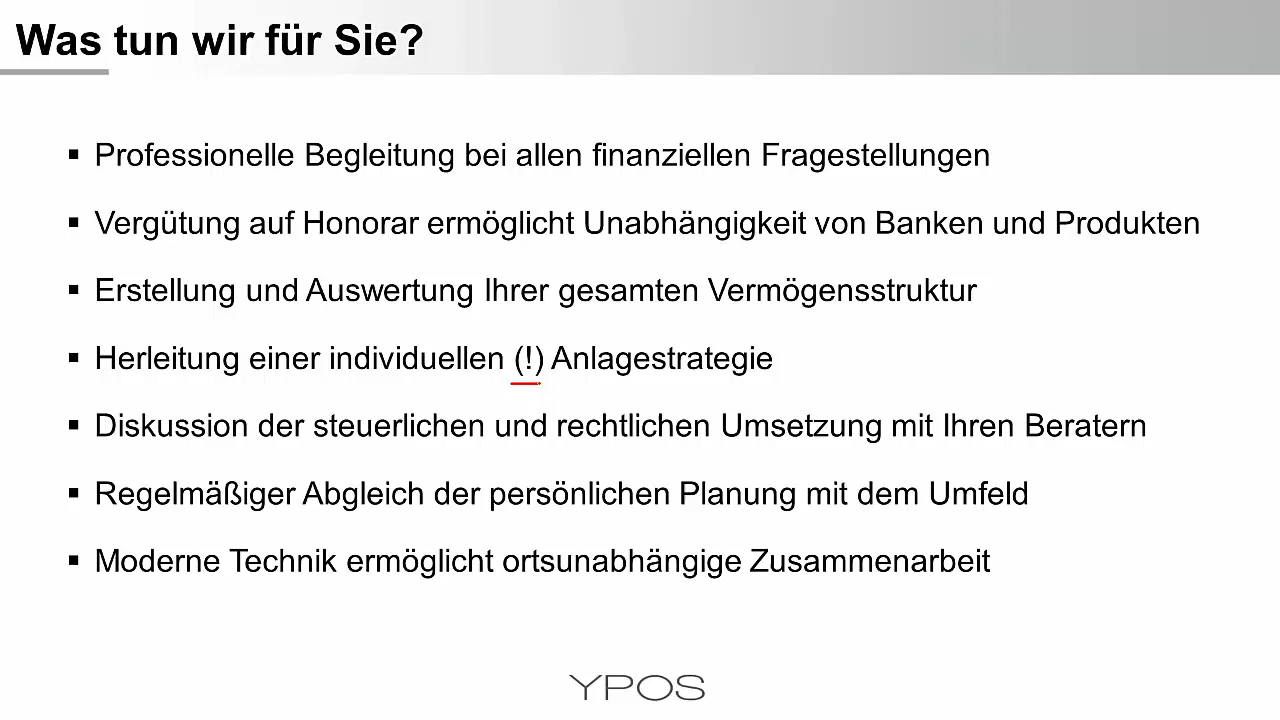 Was tun wir für Sie?
▪ Professionelle Begleitung bei allen finanziellen Fragestellungen
▪ Vergütung auf Honorar ermöglicht Unabhängigkeit von Banken und Produkten
▪ Erstellung und Auswertung Ihrer gesamten Vermögensstruktur
▪ Herleitung einer individuellen (!) Anlagestrategie
▪ Diskussion der steuerlichen und rechtlichen Umsetzung mit Ihren Beratern
▪ Regelmäßiger Abgleich der persönlichen Planung mit dem Umfeld
▪ Moderne Technik ermöglicht ortsunabhängige Zusammenarbeit
YPOS